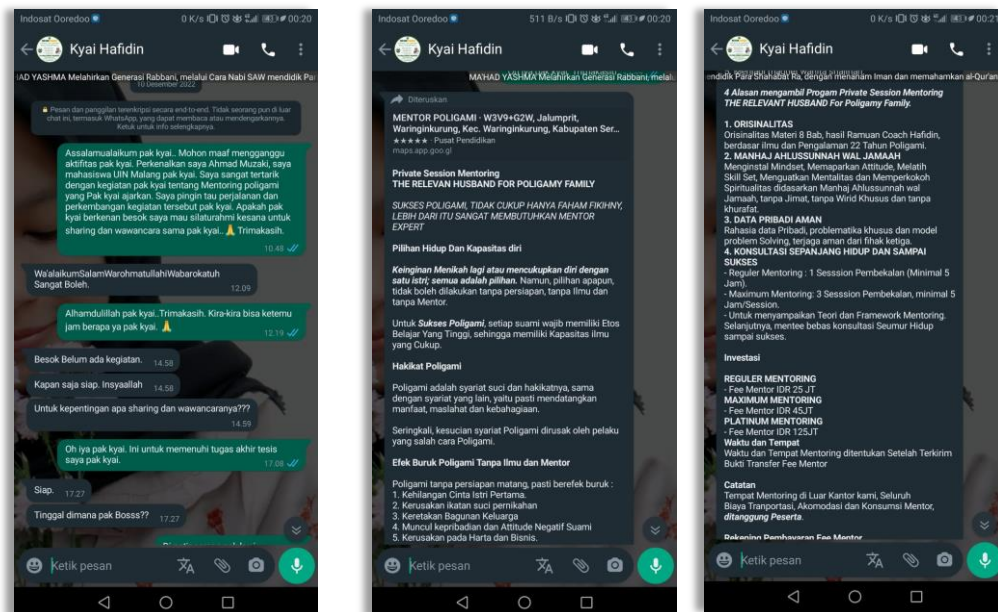 Indosat Ooredoo
0 K/s
00:20
Kyai Hafidin
AD YASHMA Melahirkan Generasi Rabbani, melalui Cara Nabi SAW mendidik Pa
10 Desember 2022
Pesan dan panggilan terenkripsi secara end-to-end. Tidak seorang pun di luar
chat ini, termasuk WhatsApp, yang dapat membaca atau mendengarkannya.
Ketuk untuk info selengkapnya.
Assalamualaikum pak kyai.. Mohon maaf mengganggu
aktifitas pak kyai. Perkenalkan saya Ahmad Muzaki, saya
mahasiswa UIN Malang pak kyai. Saya sangat tertarik
dengan kegiatan pak kyai tentang Mentoring poligami
yang Pak kyai ajarkan. Saya pingin tau perjalanan dan
perkembangan kegiatan tersebut pak kyai. Apakah pak
kyai berkenan besok saya mau silaturahmi kesana untuk
sharing dan wawancara sama pak kyai.. 🙏 Trimakasih.
10.48
Wa'alaikumSalamWarohmatullahiWabarokatuh
Sangat Boleh.
12.09
Alhamdulillah pak kyai..Trimakasih. Kira-kira bisa ketemu
jam berapa ya pak kyai. 🙏
12.19
Besok Belum ada kegiatan.
14.58
Kapan saja siap. Insyaallah
14.58
Untuk kepentingan apa sharing dan wawancaranya???
14.59
Oh iya pak kyai. Ini untuk memenuhi tugas akhir tesis
saya pak kyai.
17.08
Siap.
17.27
Tinggal dimana pak Bosss??
17.27
Ketik pesan
Indosat Ooredoo
511 B/s
00:20
Kyai Hafidin
MA'HAD YASHMA Melahirkan Generasi Rabbani, melal
Diteruskan
MENTOR POLIGAMI · W3V9+G2W, Jalumprit,
Waringinkurung, Kec. Waringinkurung, Kabupaten Ser...
★★★★★ · Pusat Pendidikan
maps.app.goo.gl
Private Session Mentoring
THE RELEVAN HUSBAND FOR POLIGAMY FAMILY
SUKSES POLIGAMI, TIDAK CUKUP HANYA FAHAM FIKIHNY,
LEBIH DARI ITU SANGAT MEMBUTUHKAN MENTOR
EXPERT
Pilihan Hidup Dan Kapasitas diri
Keinginan Menikah lagi atau mencukupkan diri dengan
satu istri; semua adalah pilihan. Namun, pilihan apapun,
tidak boleh dilakukan tanpa persiapan, tanpa Ilmu dan
tanpa Mentor.
Untuk Sukses Poligami, setiap suami wajib memiliki Etos
Belajar Yang Tinggi, sehingga memiliki Kapasitas ilmu
yang Cukup.
Hakikat Poligami
Poligami adalah syariat suci dan hakikatnya, sama
dengan syariat yang lain, yaitu pasti mendatangkan
manfaat, maslahat dan kebahagiaan.
Seringkali, kesucian syariat Poligami dirusak oleh pelaku
yang salah cara Poligami.
Efek Buruk Poligami Tanpa Ilmu dan Mentor
Poligami tanpa persiapan matang, pasti berefek buruk :
1. Kehilangan Cinta Istri Pertama.
2. Kerusakan ikatan suci pernikahan
3. Keretakan Bagunan Keluarga
4. Muncul kepribadian dan Attitude Negatif Suami
5. Kerusakan pada Harta dan Bisnis.
Ketik pesan
Indosat Ooredoo
0 K/s
00:21
Kyai Hafidin
endidik Para Shahabat Ra, dengan menanam Iman dan memahamkan al-Qur'an
4 Alasan mengambil Progam Private Session Mentoring
THE RELEVANT HUSBAND For Poligamy Family.
1. ORISINALITAS
Orisinalitas Materi 8 Bab, hasil Ramuan Coach Hafidin,
berdasar ilmu dan Pengalaman 22 Tahun Poligami.
2. MANHAJ AHLUSSUNNAH WAL JAMAAH
Menginstal Mindset, Memaparkan Attitude, Melatih
Skill Set, Menguatkan Mentalitas dan Memperkokoh
Spiritualitas didasarkan Manhaj Ahlussunnah wal
Jamaah, tanpa Jimat, tanpa Wirid Khusus dan tanpa
khurafat.
3. DATA PRIBADI AMAN
Rahasia data Pribadi, problematika khusus dan model
problem Solving, terjaga aman dari fihak ketiga.
4. KONSULTASI SEPANJANG HIDUP DAN SAMPAI
SUKSES
- Reguler Mentoring : 1 Sesssion Pembekalan (Minimal 5
Jam).
- Maximum Mentoring: 3 Sesssion Pembekalan, minimal 5
Jam/Session.
- Untuk menyampaikan Teori dan Framework Mentoring.
Selanjutnya, mentee bebas konsultasi Seumur Hidup
sampai sukses.
Investasi
REGULER MENTORING
- Fee Mentor IDR 25 JT
MAXIMUM MENTORING
- Fee Mentor IDR 45JT
PLATINUM MENTORING
- Fee Mentor IDR 125JT
Waktu dan Tempat
Waktu dan Tempat Mentoring ditentukan Setelah Terkirim
Bukti Transfer Fee Mentor
Catatan
Tempat Mentoring di Luar Kantor kami, Seluruh
Biaya Tranportasi, Akomodasi dan Konsumsi Mentor,
ditanggung Peserta.
Rekening Pembayaran Fee Mentor
Ketik pesan